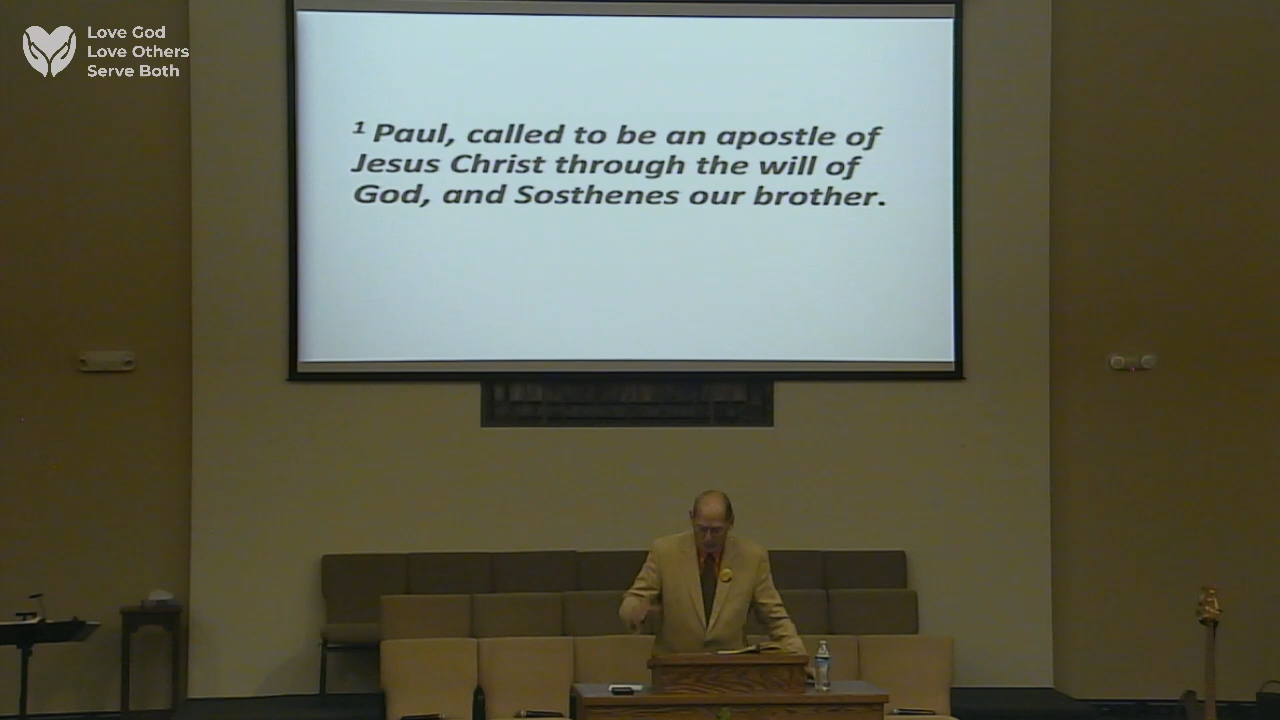 Love God
Love Others
Serve Both
1 Paul, called to be an apostle of
Jesus Christ through the will of
God, and Sosthenes our brother.